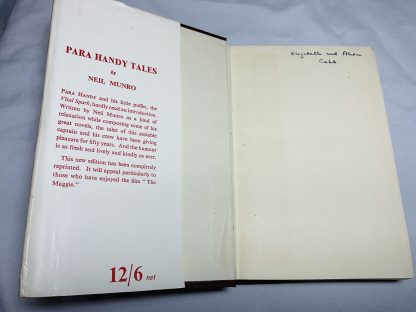 PARA HANDY TALES
by
NEIL MUNRO
PARA HANDY and his little puffer, the
Vital Spark, hardly need an introduction.
Written by Neil Munro as a kind of
relaxation while composing some of his
great novels, the tales of this amiable
captain and his crew have been giving
pleasure for fifty years. And the humour
is as fresh and lively and kindly as ever.
This new edition has been completely
reprinted. It will appeal particularly to
those who have enjoyed the film "The
Maggie."
12/6 net
Elizabeth and